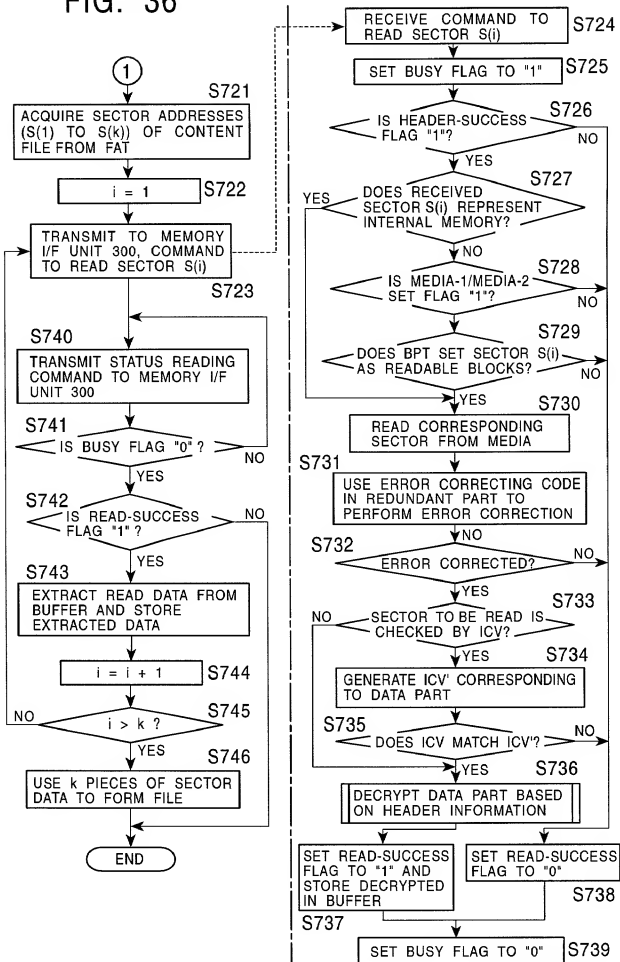 FIG. 36
1
S721
ACQUIRE SECTOR ADDRESSES
(S(1) TO S(k)) OF CONTENT
FILE FROM FAT
i = 1
S722
TRANSMIT TO MEMORY
I/F UNIT 300, COMMAND
TO READ SECTOR S(i)
S723
S740
TRANSMIT STATUS READING
COMMAND TO MEMORY I/F
UNIT 300
S741
IS BUSY FLAG "0" ?
NO
YES
S742
IS READ-SUCCESS
FLAG "1" ?
NO
YES
S743
EXTRACT READ DATA FROM
BUFFER AND STORE
EXTRACTED DATA
i = i + 1
S744
S745
NO
i > k ?
YES
S746
USE k PIECES OF SECTOR
DATA TO FORM FILE
END
RECEIVE COMMAND TO
READ SECTOR S(i)
S724
SET BUSY FLAG TO "1"
S725
S726
IS HEADER-SUCCESS
FLAG "1"?
NO
YES
S727
YES
DOES RECEIVED
SECTOR S(i) REPRESENT
INTERNAL MEMORY?
NO
S728
IS MEDIA-1/MEDIA-2
SET FLAG "1"?
NO
YES
S729
DOES BPT SET SECTOR S(i)
AS READABLE BLOCKS?
NO
YES
S730
READ CORRESPONDING
SECTOR FROM MEDIA
S731
USE ERROR CORRECTING CODE
IN REDUNDANT PART TO
PERFORM ERROR CORRECTION
NO
S732
ERROR CORRECTED?
NO
YES
S733
NO
SECTOR TO BE READ IS
CHECKED BY ICV?
YES
S734
GENERATE ICV' CORRESPONDING
TO DATA PART
S735
DOES ICV MATCH ICV'?
NO
YES
S736
DECRYPT DATA PART BASED
ON HEADER INFORMATION
SET READ-SUCCESS
FLAG TO "1" AND
STORE DECRYPTED
IN BUFFER
S737
SET READ-SUCCESS
FLAG TO "0"
S738
SET BUSY FLAG TO "0"
S739